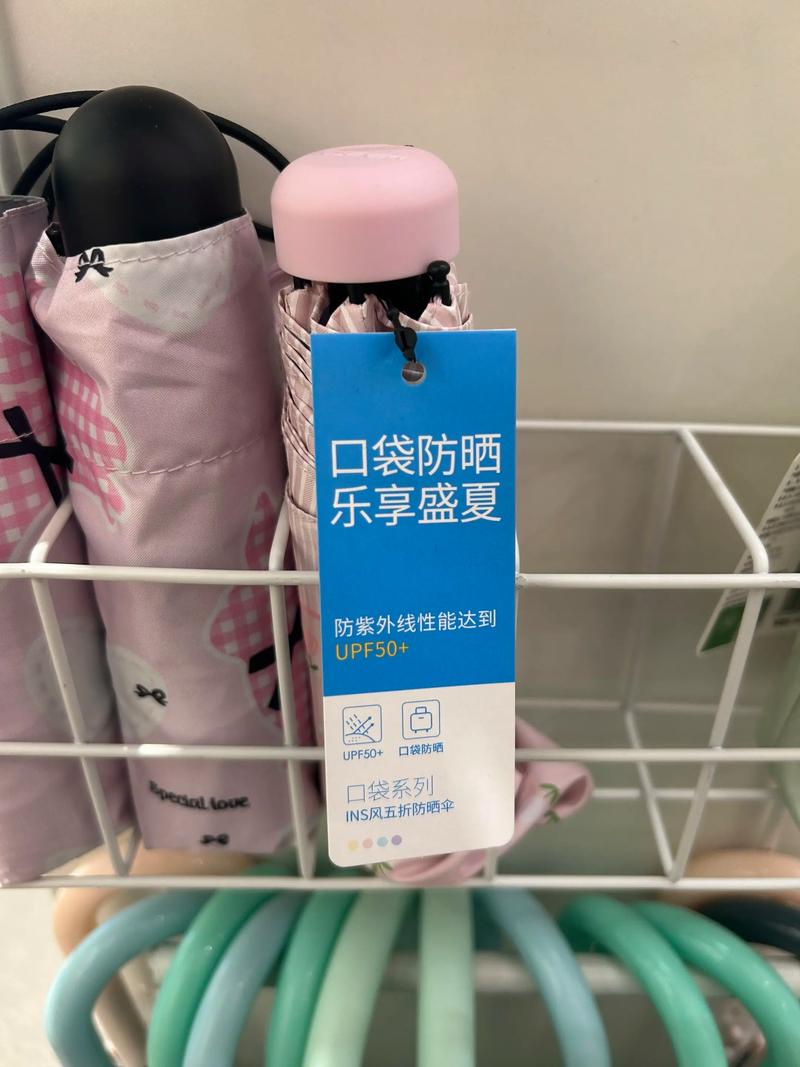 口袋防晒
乐享盛夏
防紫外线性能达到
UPF50+
UPF50+
口袋防晒
口袋系列
INS风五折防晒伞
Special love